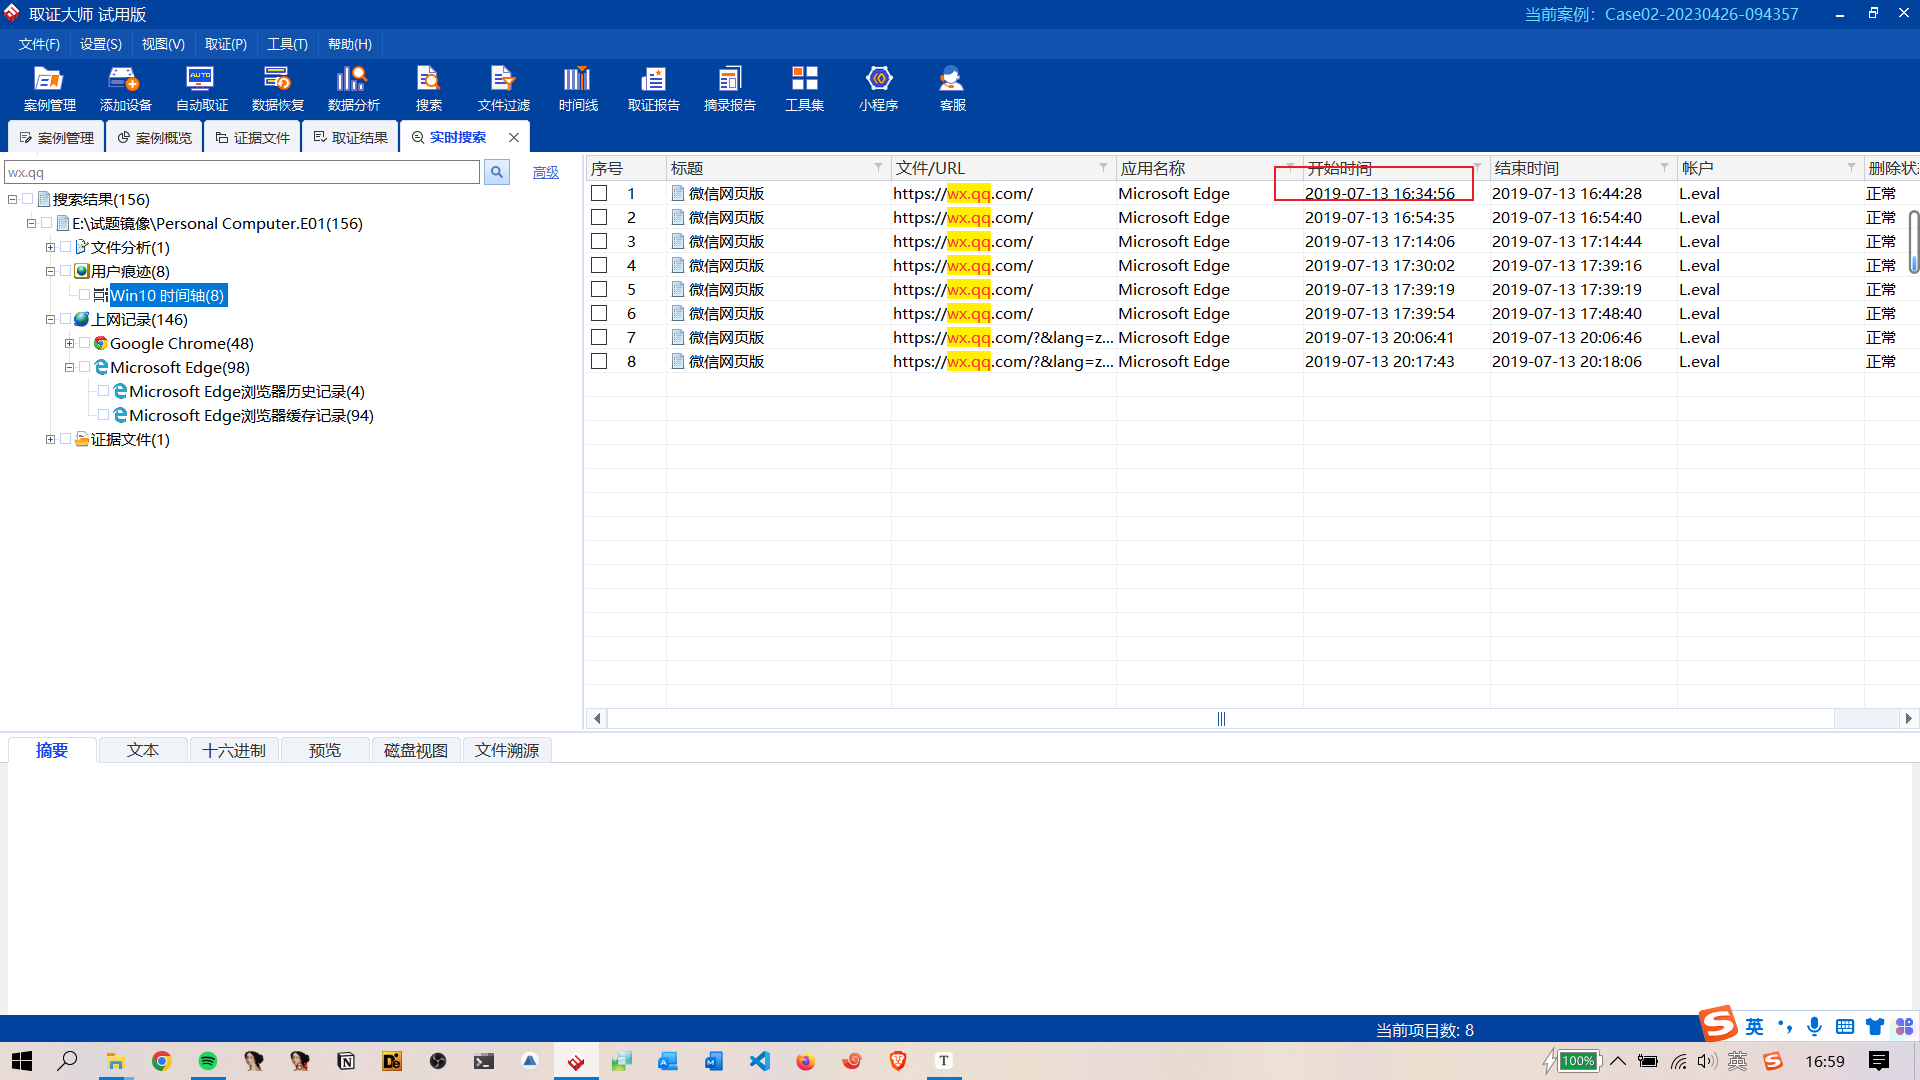 取证大师 试用版
当前案例：Case02-20230426-094357
文件(F) 设置(S) 视图(V) 取证(P) 工具(T) 帮助(H)
案例管理 添加设备 自动取证 数据恢复 数据分析 搜索 文件过滤 时间线 取证报告 摘录报告 工具集 小程序 客服
案例管理 案例概览 证据文件 取证结果 实时搜索
wx.qq 高级
搜索结果(156)
E:\试题镜像\Personal Computer.E01(156)
文件分析(1)
用户痕迹(8)
Win10 时间轴(8)
上网记录(146)
Google Chrome(48)
Microsoft Edge(98)
Microsoft Edge浏览器历史记录(4)
Microsoft Edge浏览器缓存记录(94)
证据文件(1)
序号 标题 文件/URL 应用名称 开始时间 结束时间 帐户 删除状
1 微信网页版 https://wx.qq.com/ Microsoft Edge 2019-07-13 16:34:56 2019-07-13 16:44:28 L.eval 正常
2 微信网页版 https://wx.qq.com/ Microsoft Edge 2019-07-13 16:54:35 2019-07-13 16:54:40 L.eval 正常
3 微信网页版 https://wx.qq.com/ Microsoft Edge 2019-07-13 17:14:06 2019-07-13 17:14:44 L.eval 正常
4 微信网页版 https://wx.qq.com/ Microsoft Edge 2019-07-13 17:30:02 2019-07-13 17:39:16 L.eval 正常
5 微信网页版 https://wx.qq.com/ Microsoft Edge 2019-07-13 17:39:19 2019-07-13 17:39:19 L.eval 正常
6 微信网页版 https://wx.qq.com/ Microsoft Edge 2019-07-13 17:39:54 2019-07-13 17:48:40 L.eval 正常
7 微信网页版 https://wx.qq.com/?&lang=z... Microsoft Edge 2019-07-13 20:06:41 2019-07-13 20:06:46 L.eval 正常
8 微信网页版 https://wx.qq.com/?&lang=z... Microsoft Edge 2019-07-13 20:17:43 2019-07-13 20:18:06 L.eval 正常
摘要 文本 十六进制 预览 磁盘视图 文件溯源
当前项目数: 8
英
100% 英 16:59